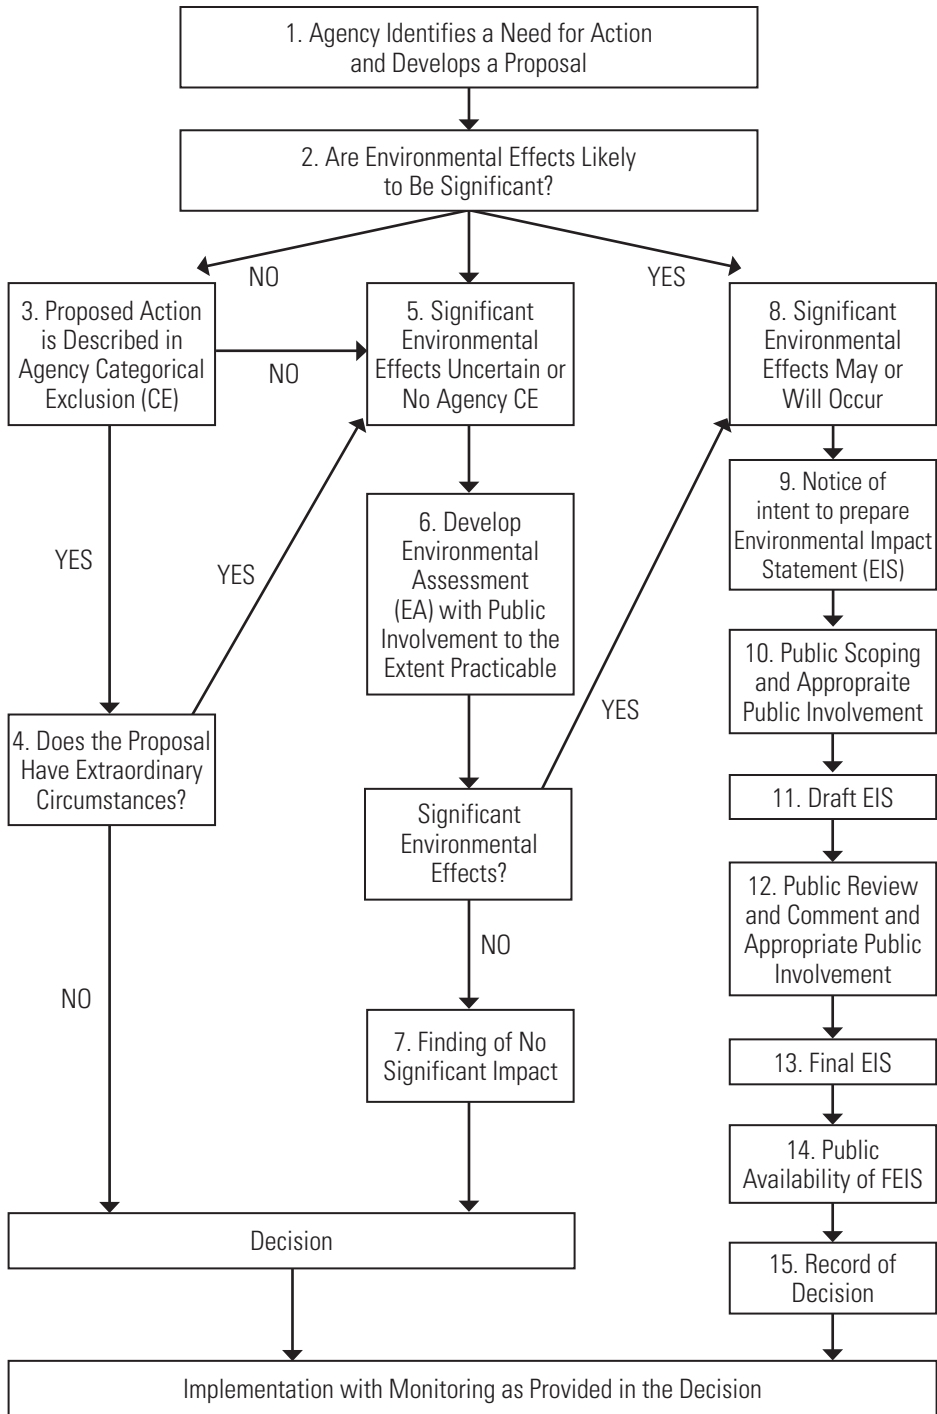 1. Agency Identifies a Need for Action
and Develops a Proposal
2. Are Environmental Effects Likely
to Be Significant?
NO
YES
3. Proposed Action
is Described in
Agency Categorical
Exclusion (CE)
NO
5. Significant
Environmental
Effects Uncertain or
No Agency CE
8. Significant
Environmental
Effects May or
Will Occur
YES
YES
6. Develop
Environmental
Assessment
(EA) with Public
Involvement to the
Extent Practicable
9. Notice of
intent to prepare
Environmental Impact
Statement (EIS)
10. Public Scoping
and Appropraite
Public Involvement
YES
4. Does the Proposal
Have Extraordinary
Circumstances?
Significant
Environmental
Effects?
11. Draft EIS
12. Public Review
and Comment and
Appropriate Public
Involvement
NO
NO
7. Finding of No
Significant Impact
13. Final EIS
14. Public
Availability of FEIS
Decision
15. Record of
Decision
Implementation with Monitoring as Provided in the Decision